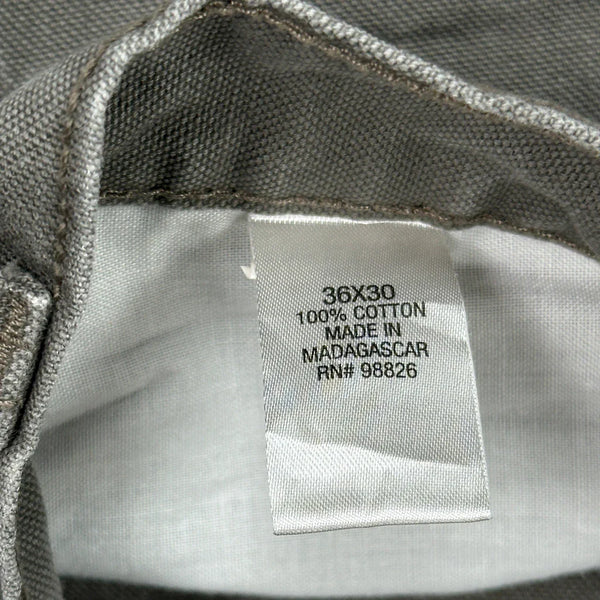 36X30
100% COTTON
MADE IN
MADAGASCAR
RN# 98826